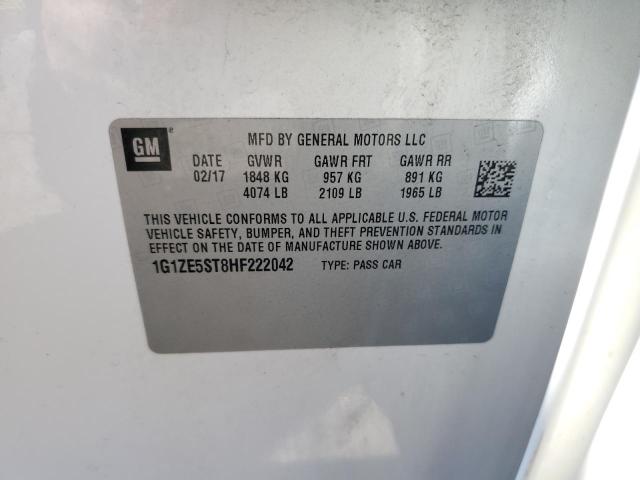 GM
MFD BY GENERAL MOTORS LLC
DATE GVWR GAWR FRT GAWR RR
02/17 1848 KG 957 KG 891 KG
4074 LB 2109 LB 1965 LB
THIS VEHICLE CONFORMS TO ALL APPLICABLE U.S. FEDERAL MOTOR
VEHICLE SAFETY, BUMPER, AND THEFT PREVENTION STANDARDS IN
EFFECT ON THE DATE OF MANUFACTURE SHOWN ABOVE.
1G1ZE5ST8HF222042 TYPE: PASS CAR